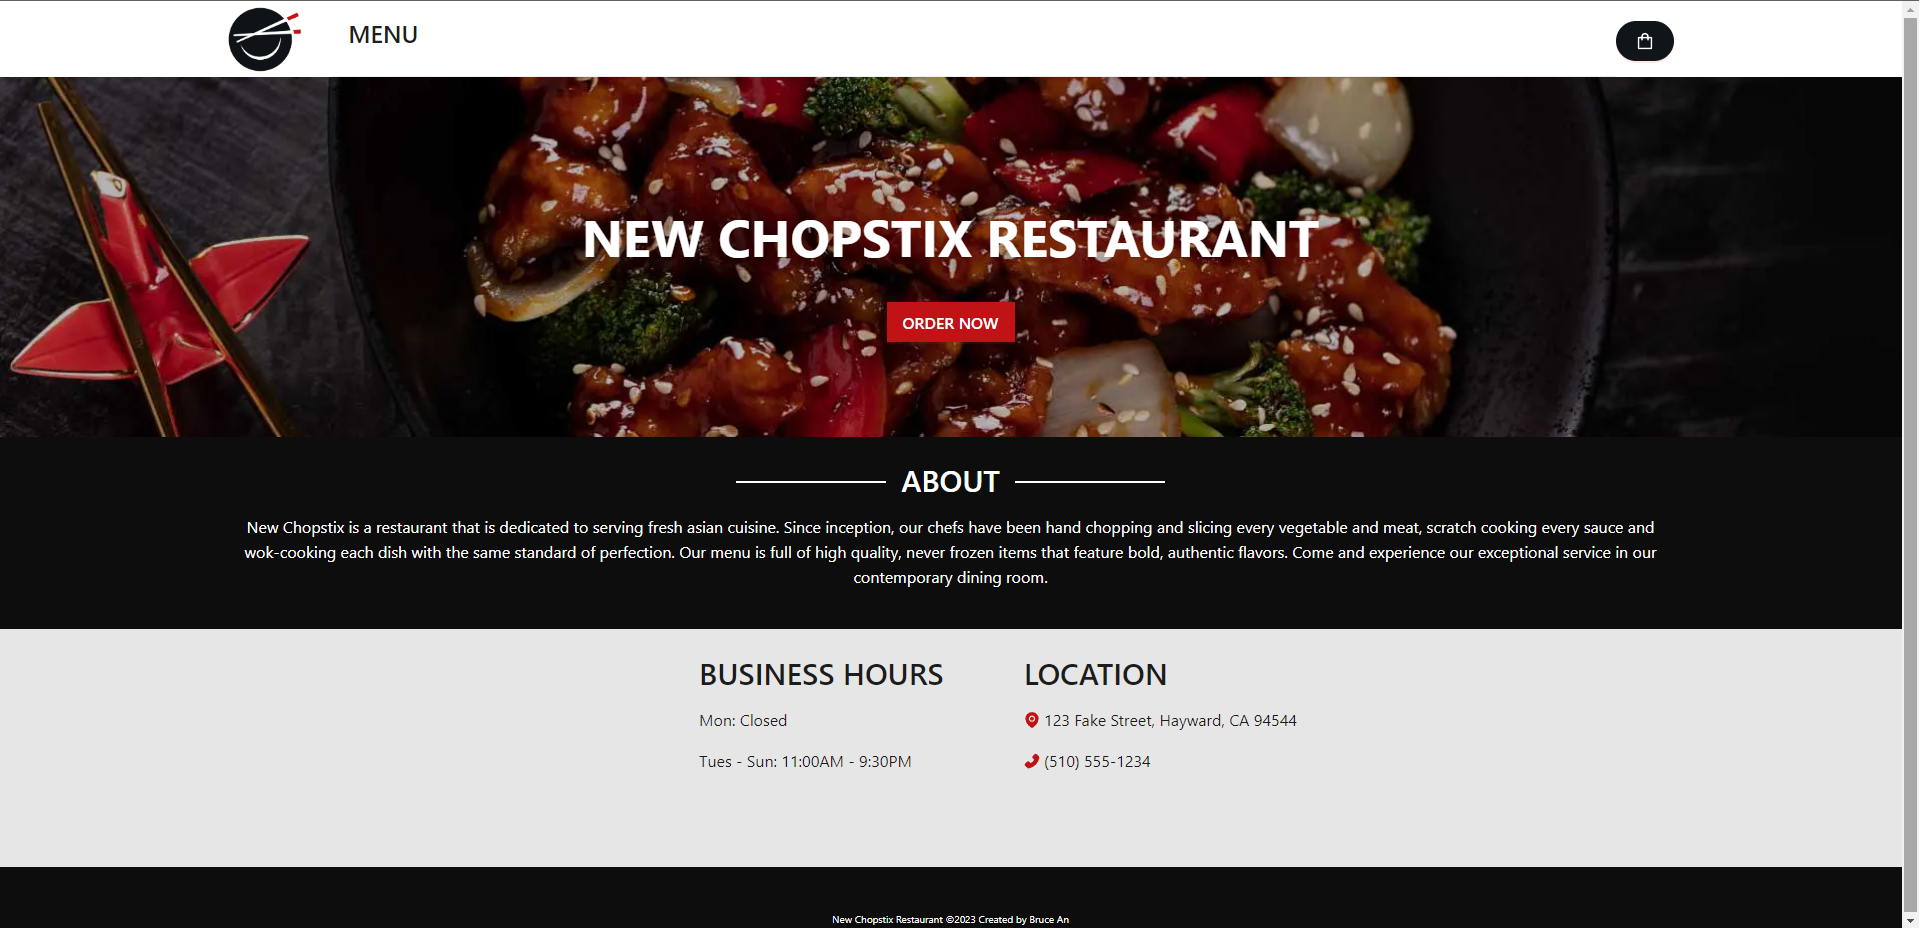 MENU
NEW CHOPSTIX RESTAURANT
ORDER NOW
ABOUT
New Chopstix is a restaurant that is dedicated to serving fresh asian cuisine. Since inception, our chefs have been hand chopping and slicing every vegetable and meat, scratch cooking every sauce and
wok-cooking each dish with the same standard of perfection. Our menu is full of high quality, never frozen items that feature bold, authentic flavors. Come and experience our exceptional service in our
contemporary dining room.
BUSINESS HOURS
Mon: Closed
Tues - Sun: 11:00AM - 9:30PM
LOCATION
123 Fake Street, Hayward, CA 94544
(510) 555-1234
New Chopstix Restaurant ©2023 Created by Bruce An